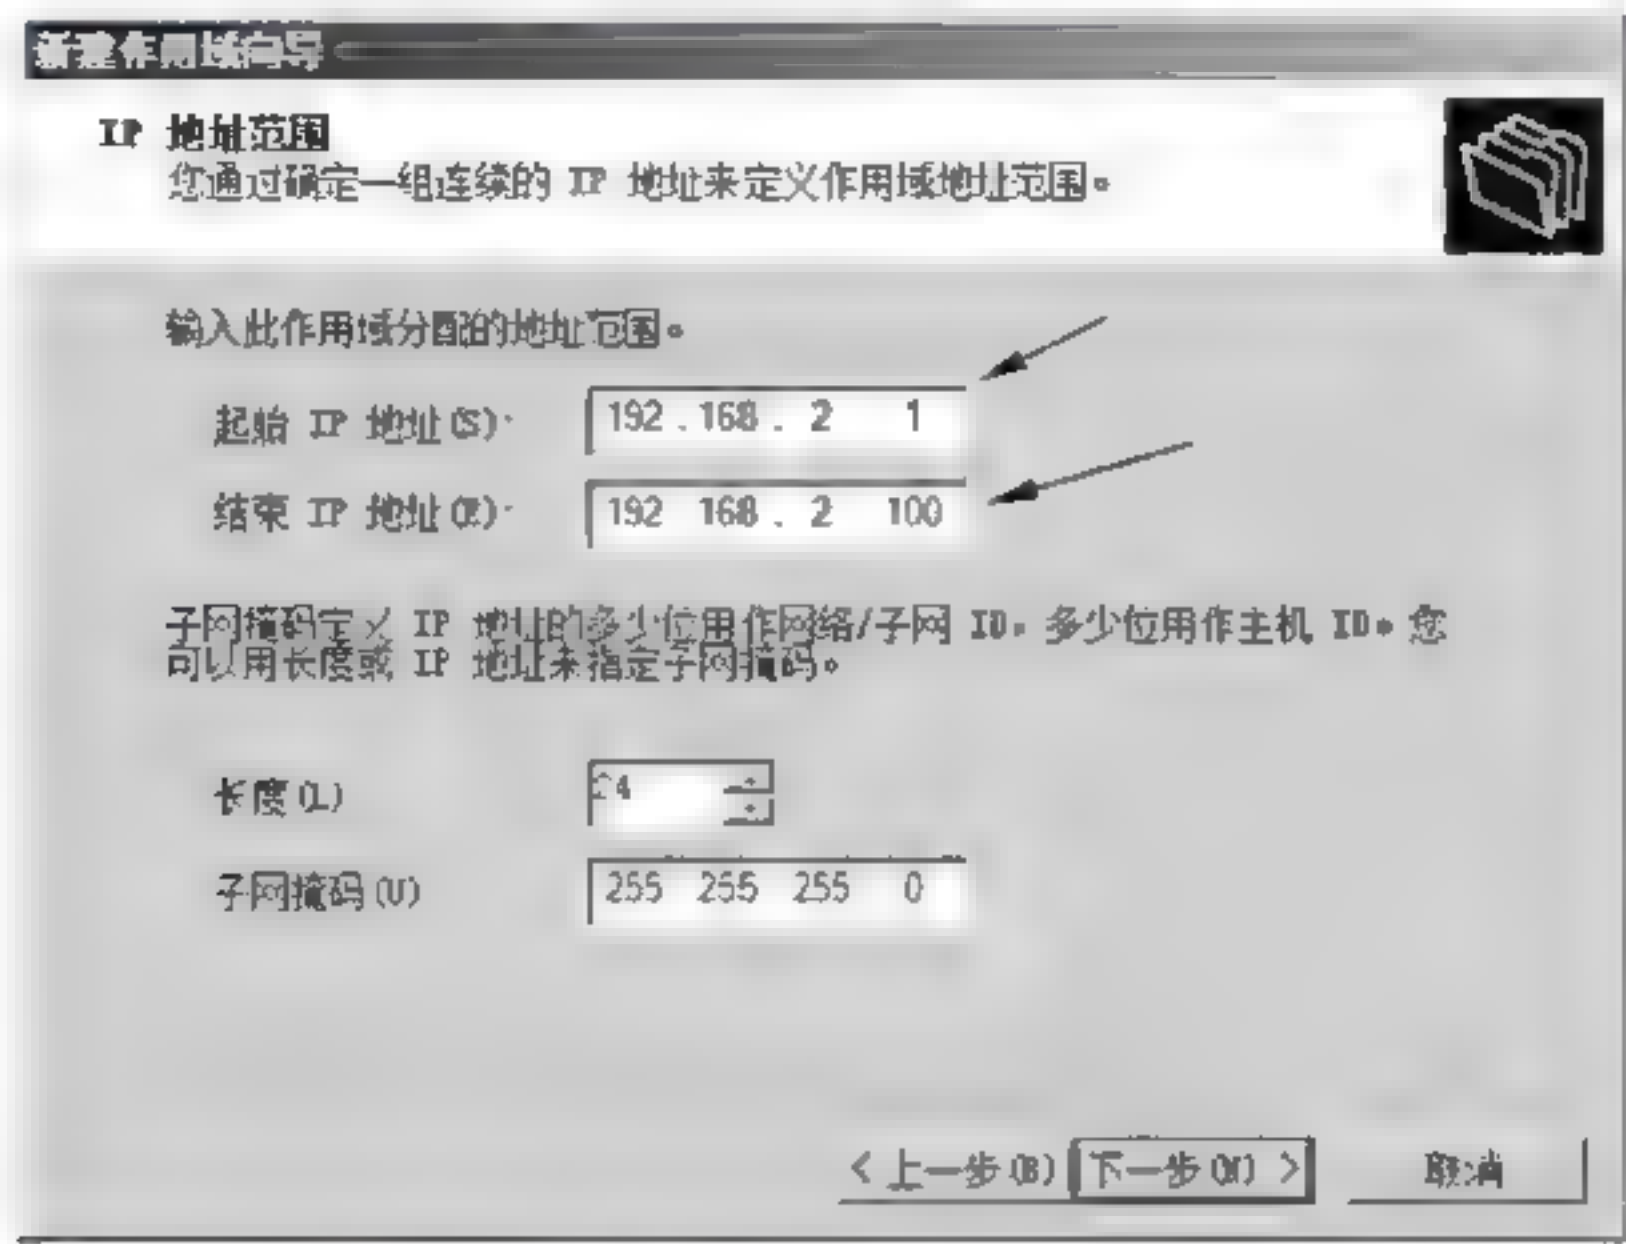 新建作用域向导
IP 地址范围
您通过确定一组连续的 IP 地址来定义作用域地址范围。
输入此作用域分配的地址范围。
起始 IP 地址(S):
192 . 168 . 2 1
结束 IP 地址(E):
192 168 . 2 100
子网掩码定义 IP 地址的多少位用作网络/子网 ID，多少位用作主机 ID。您
可以用长度或 IP 地址来指定子网掩码。
长度(L)
24
子网掩码(U)
255 255 255 0
< 上一步(B) 下一步(N) > 取消